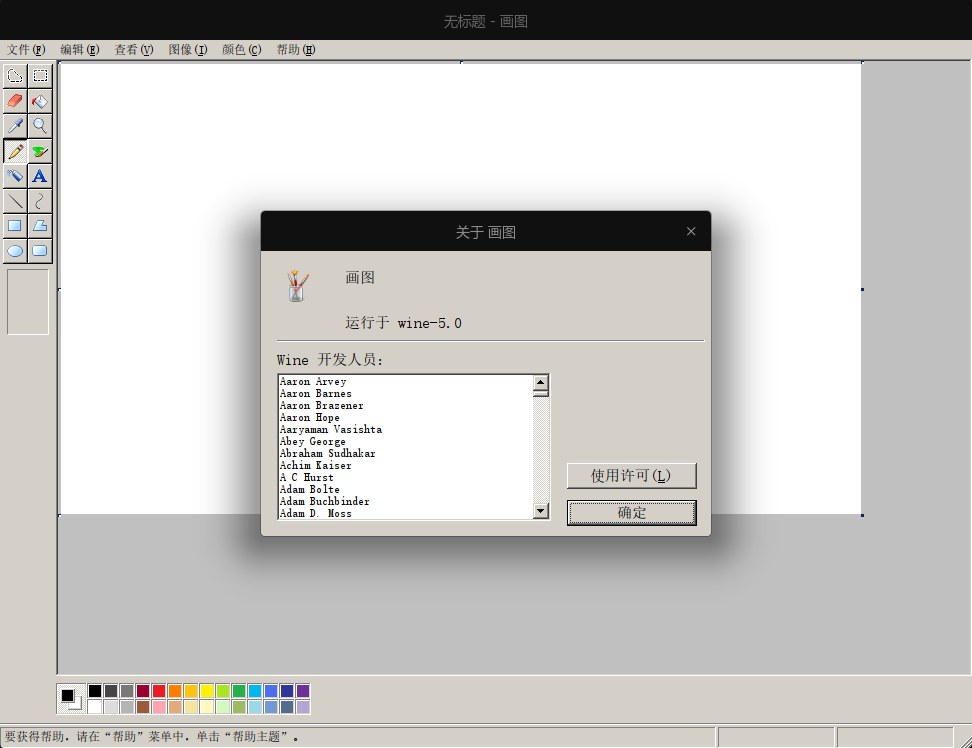 无标题 - 画图
文件(F) 编辑(E) 查看(V) 图像(I) 颜色(C) 帮助(H)
A
关于 画图
画图
运行于 wine-5.0
Wine 开发人员:
Aaron Arvey
Aaron Barnes
Aaron Brazener
Aaron Hope
Aaryaman Vasishta
Abey George
Abraham Sudhakar
Achim Kaiser
A C Hurst
Adam Bolte
Adam Buchbinder
Adam D. Moss
使用许可(L)
确定
要获得帮助，请在“帮助”菜单中，单击“帮助主题”。